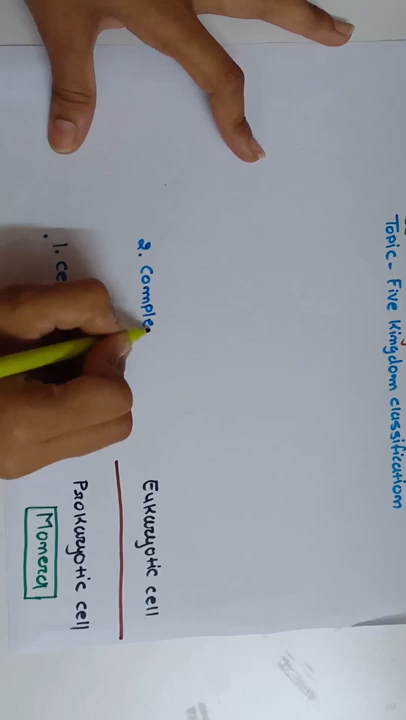 Topic- Five Kingdom classification
2. Comple
Eukaryotic cell
1. Ce
Prokaryotic cell
Monera